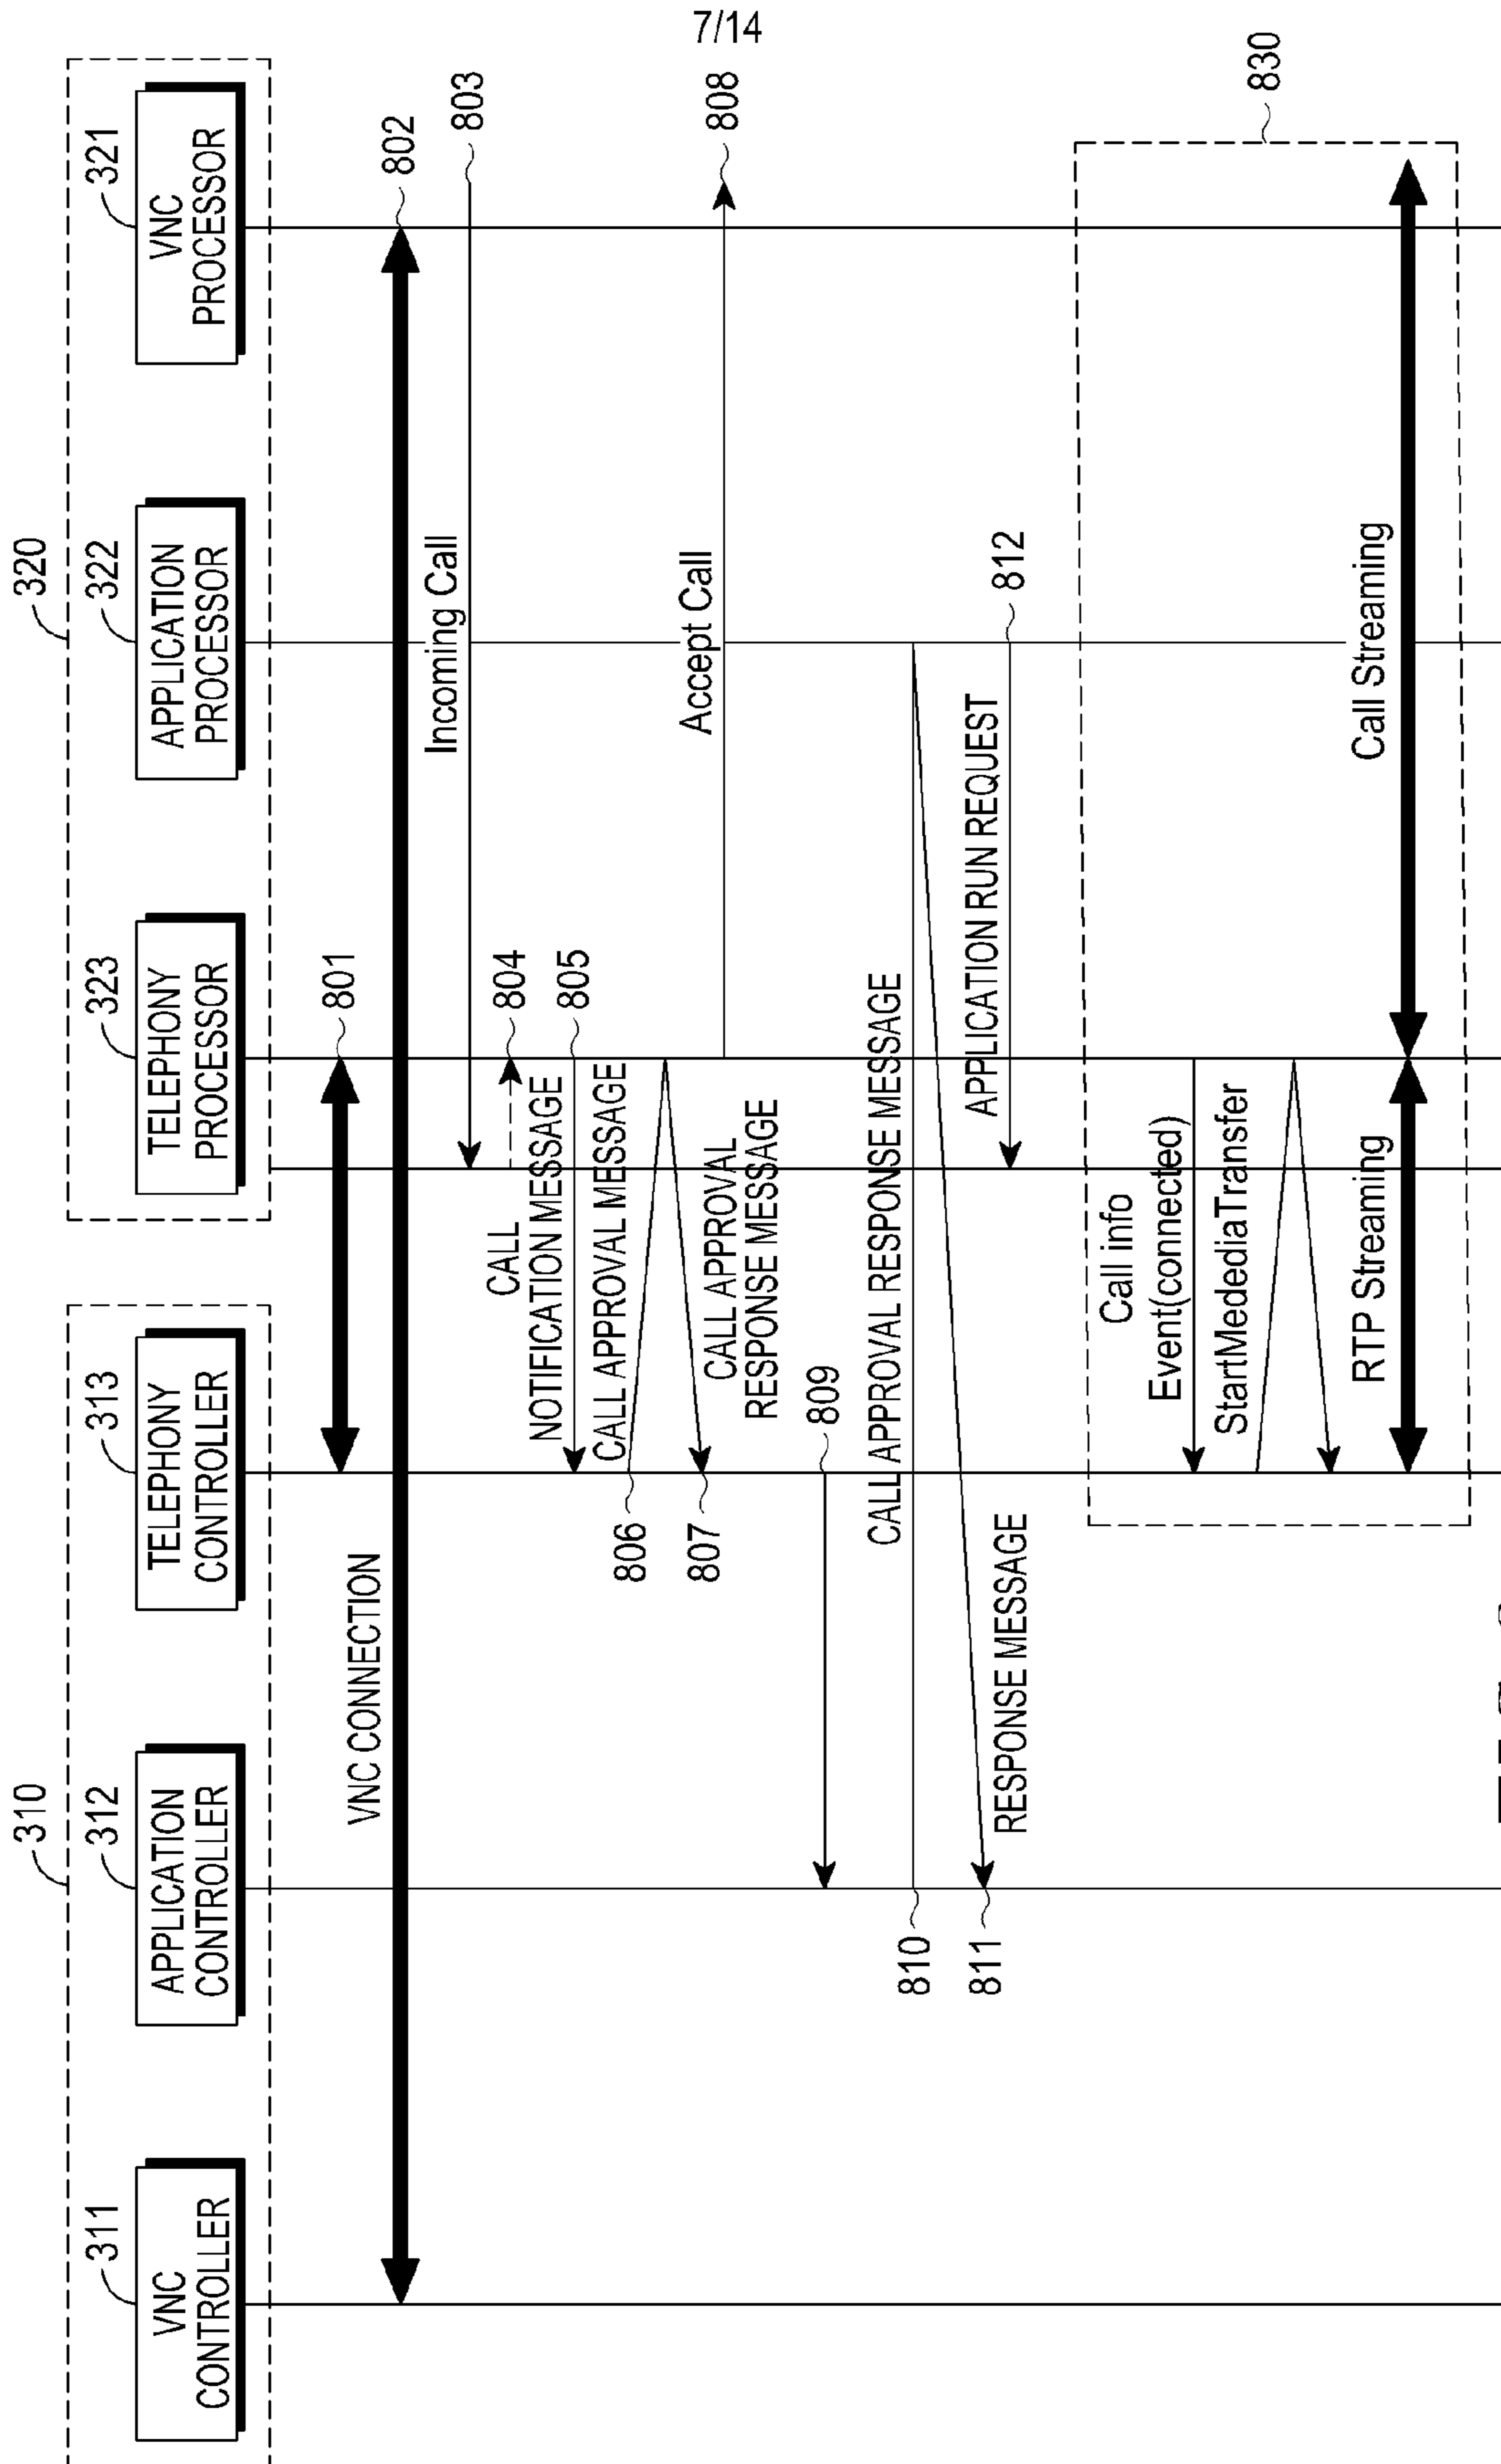 7/14
310
320
311
312
313
323
322
321
VNC
CONTROLLER
APPLICATION
CONTROLLER
TELEPHONY
CONTROLLER
TELEPHONY
PROCESSOR
APPLICATION
PROCESSOR
VNC
PROCESSOR
801
VNC CONNECTION
802
Incoming Call
803
CALL
804
NOTIFICATION MESSAGE
805
CALL APPROVAL MESSAGE
806
807
CALL APPROVAL
RESPONSE MESSAGE
Accept Call
808
809
CALL APPROVAL RESPONSE MESSAGE
810
811
RESPONSE MESSAGE
APPLICATION RUN REQUEST
812
830
Call info
Event(connected)
StartMedediaTransfer
RTP Streaming
Call Streaming